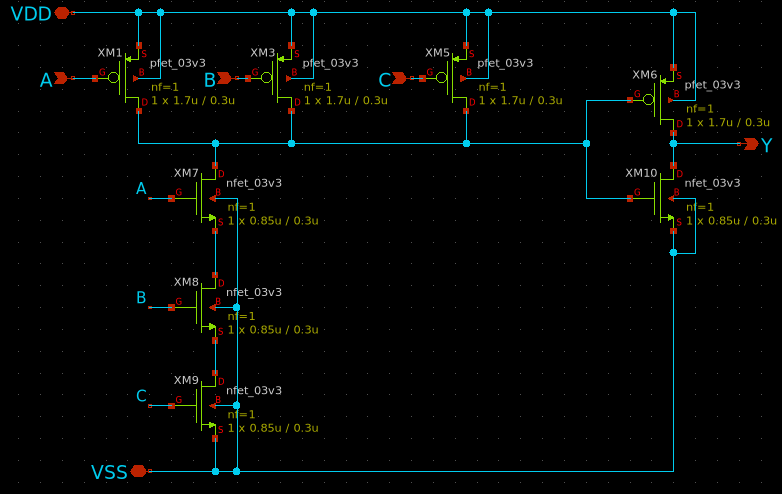 VDD
XM1
S
pfet_03v3
A
G
B
nf=1
1 x 1.7u / 0.3u
D
XM3
S
pfet_03v3
B
G
B
nf=1
1 x 1.7u / 0.3u
D
XM5
S
pfet_03v3
C
G
B
nf=1
1 x 1.7u / 0.3u
D
XM6
S
pfet_03v3
G
B
nf=1
1 x 1.7u / 0.3u
D
Y
XM7
D
nfet_03v3
A
G
B
nf=1
1 x 0.85u / 0.3u
S
XM10
D
nfet_03v3
G
B
nf=1
1 x 0.85u / 0.3u
S
XM8
D
nfet_03v3
B
G
B
nf=1
1 x 0.85u / 0.3u
S
XM9
D
nfet_03v3
C
G
B
nf=1
1 x 0.85u / 0.3u
S
VSS